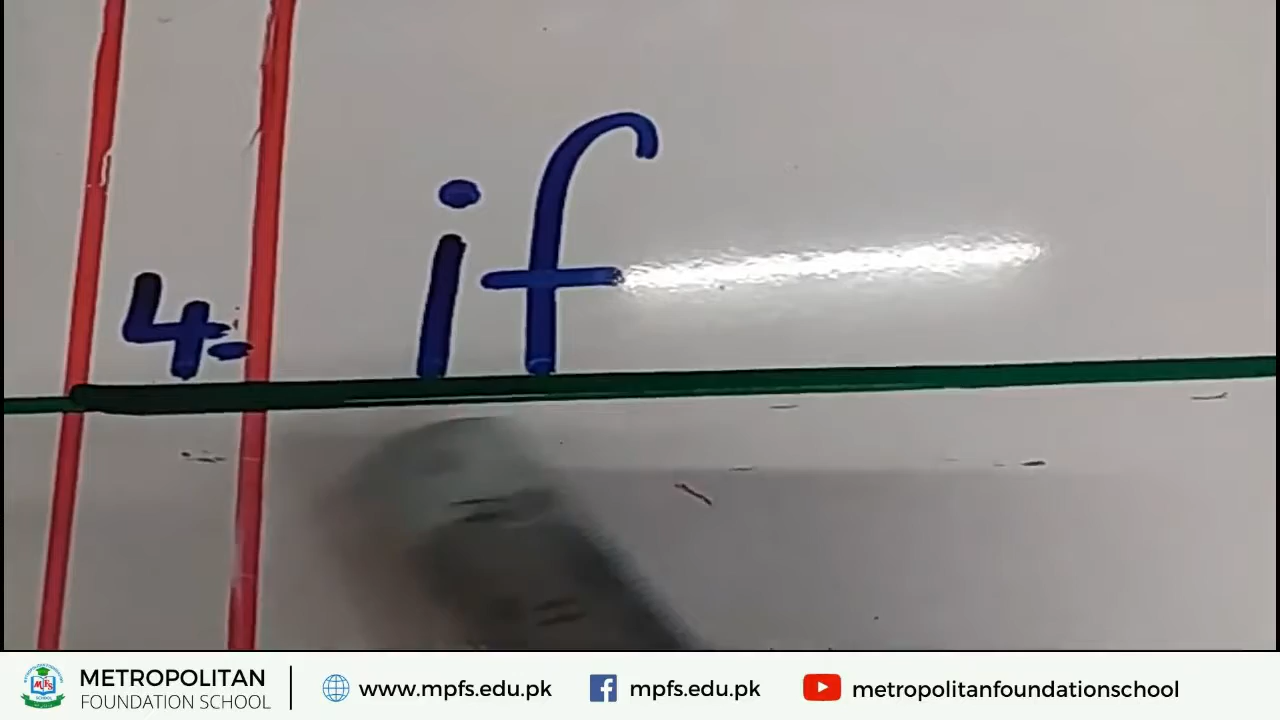 4. if
METROPOLITAN
FOUNDATION SCHOOL
www.mpfs.edu.pk
mpfs.edu.pk
metropolitanfoundationschool